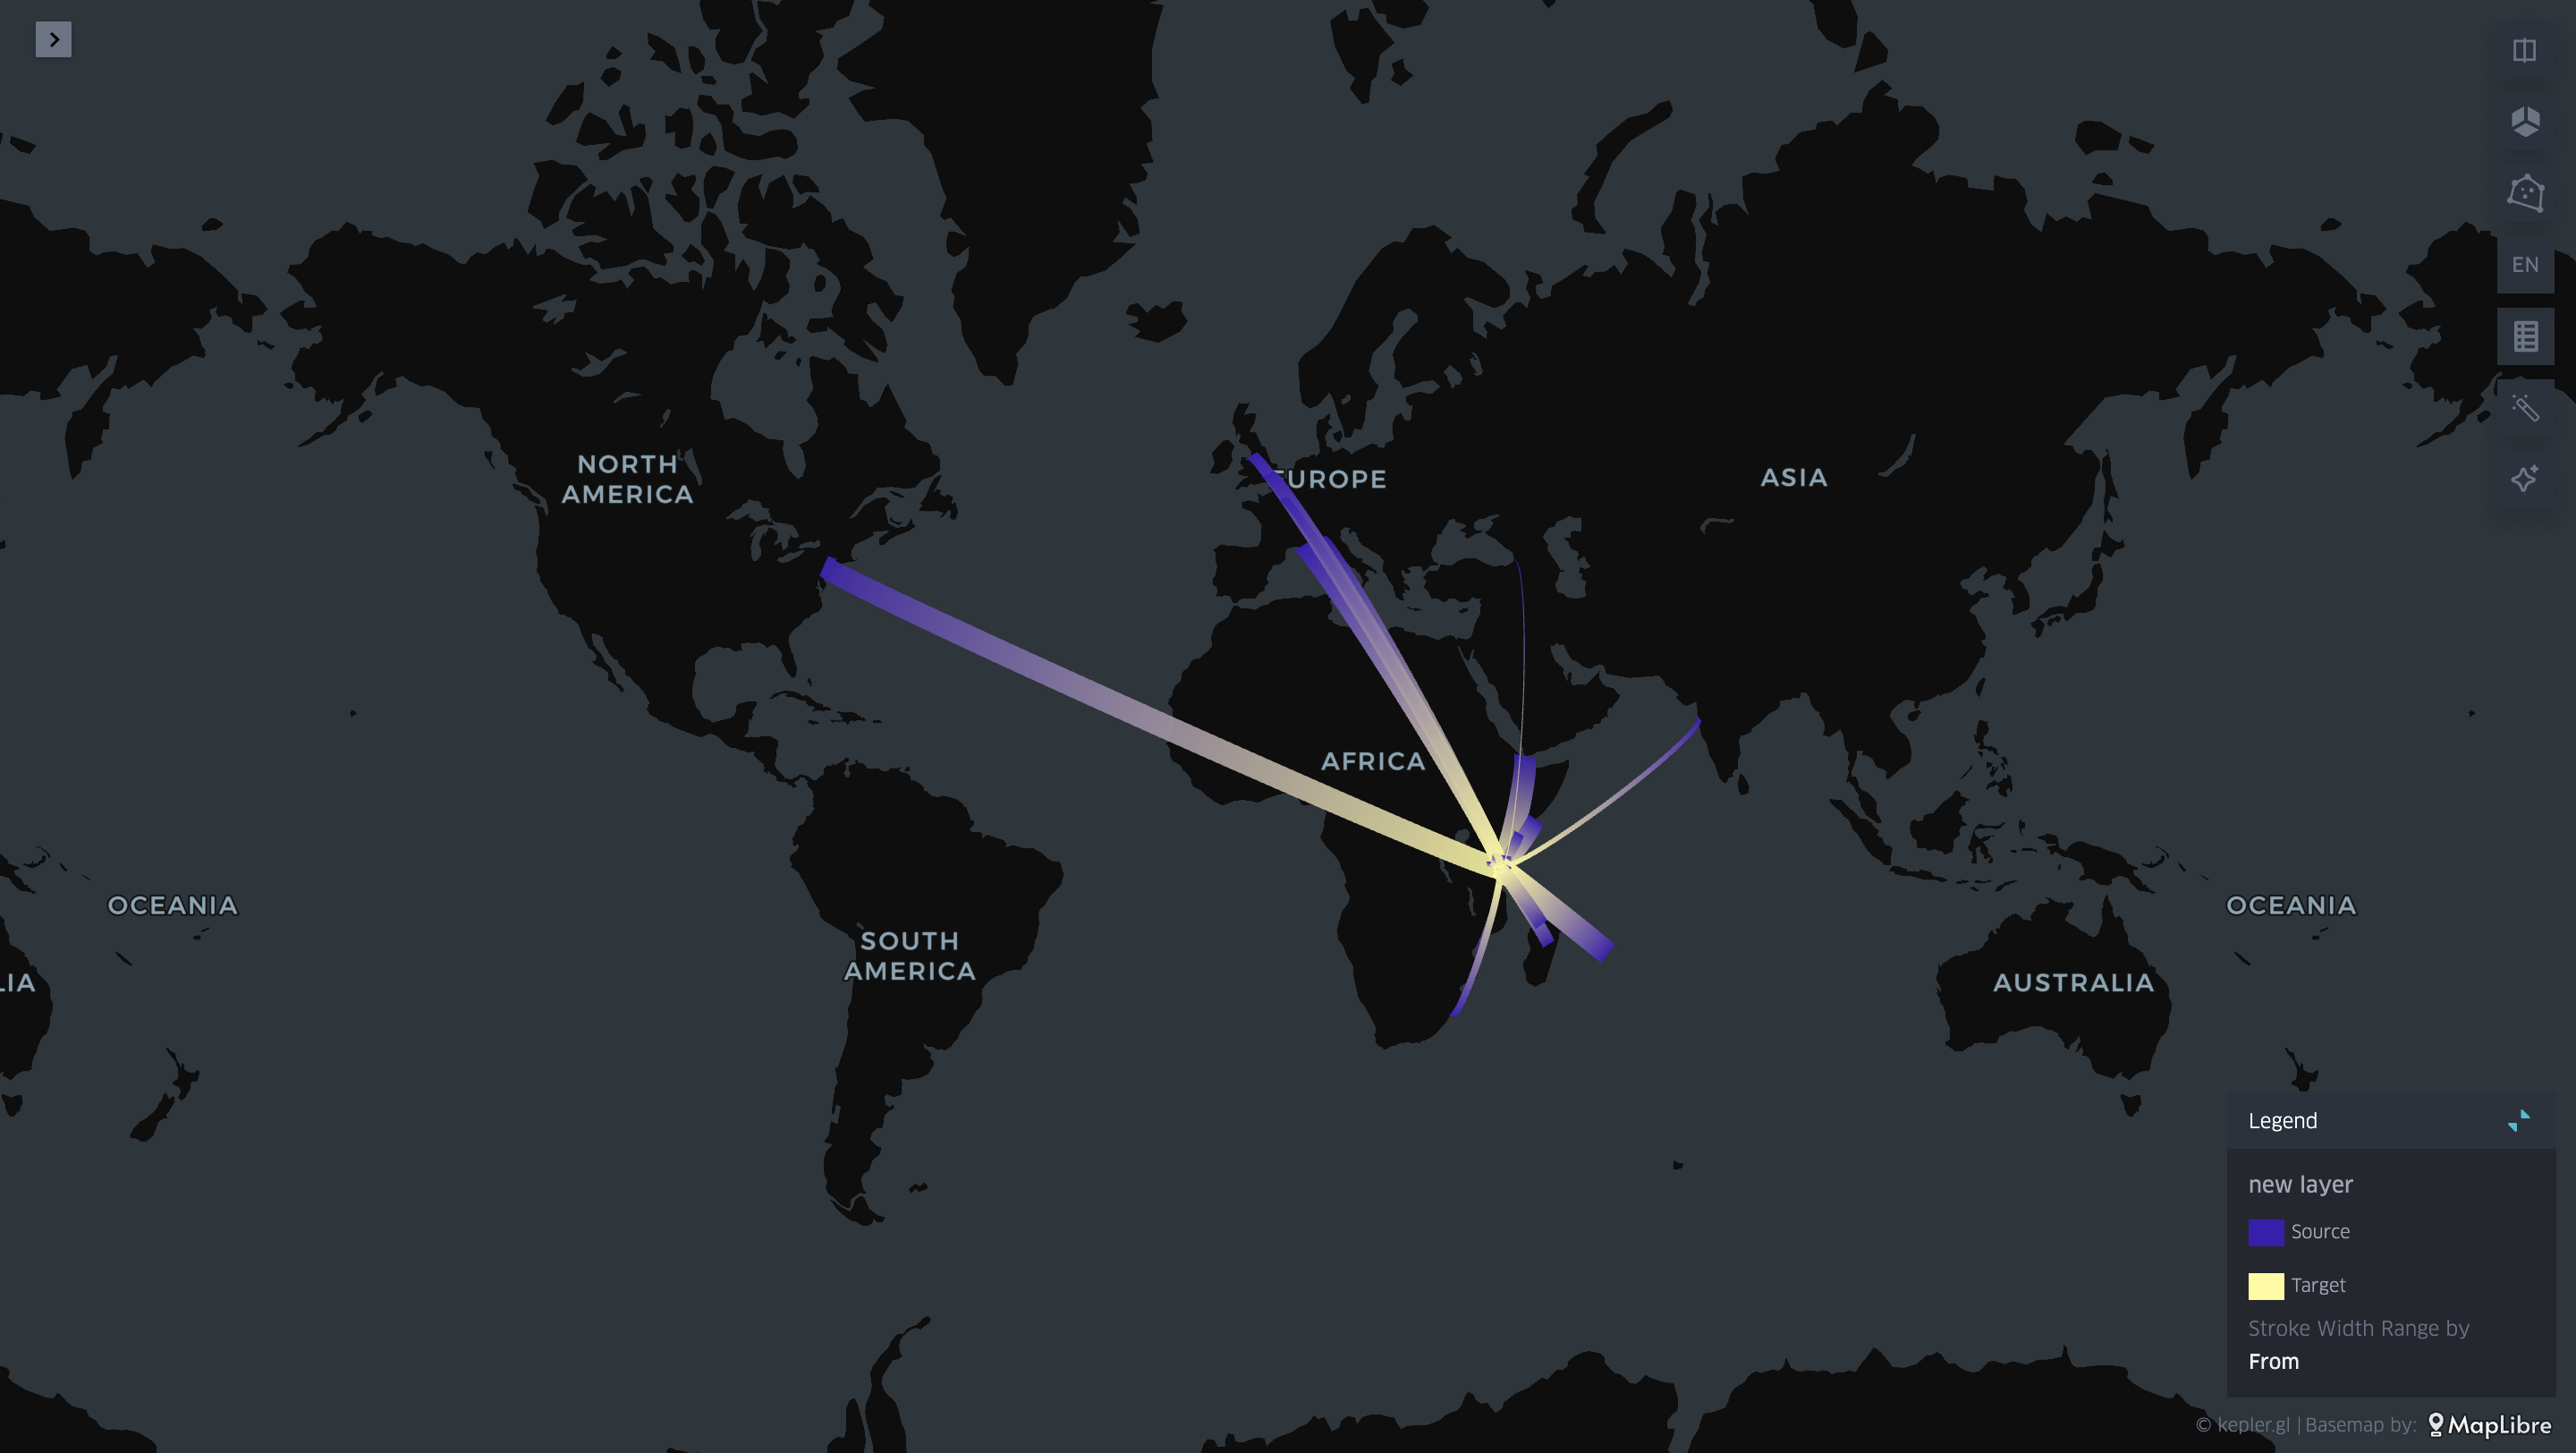 EN
NORTH
AMERICA
EUROPE
ASIA
AFRICA
OCEANIA
OCEANIA
SOUTH
AMERICA
LIA
AUSTRALIA
Legend
new layer
Source
Target
Stroke Width Range by
From
© kepler.gl | Basemap by: MapLibre